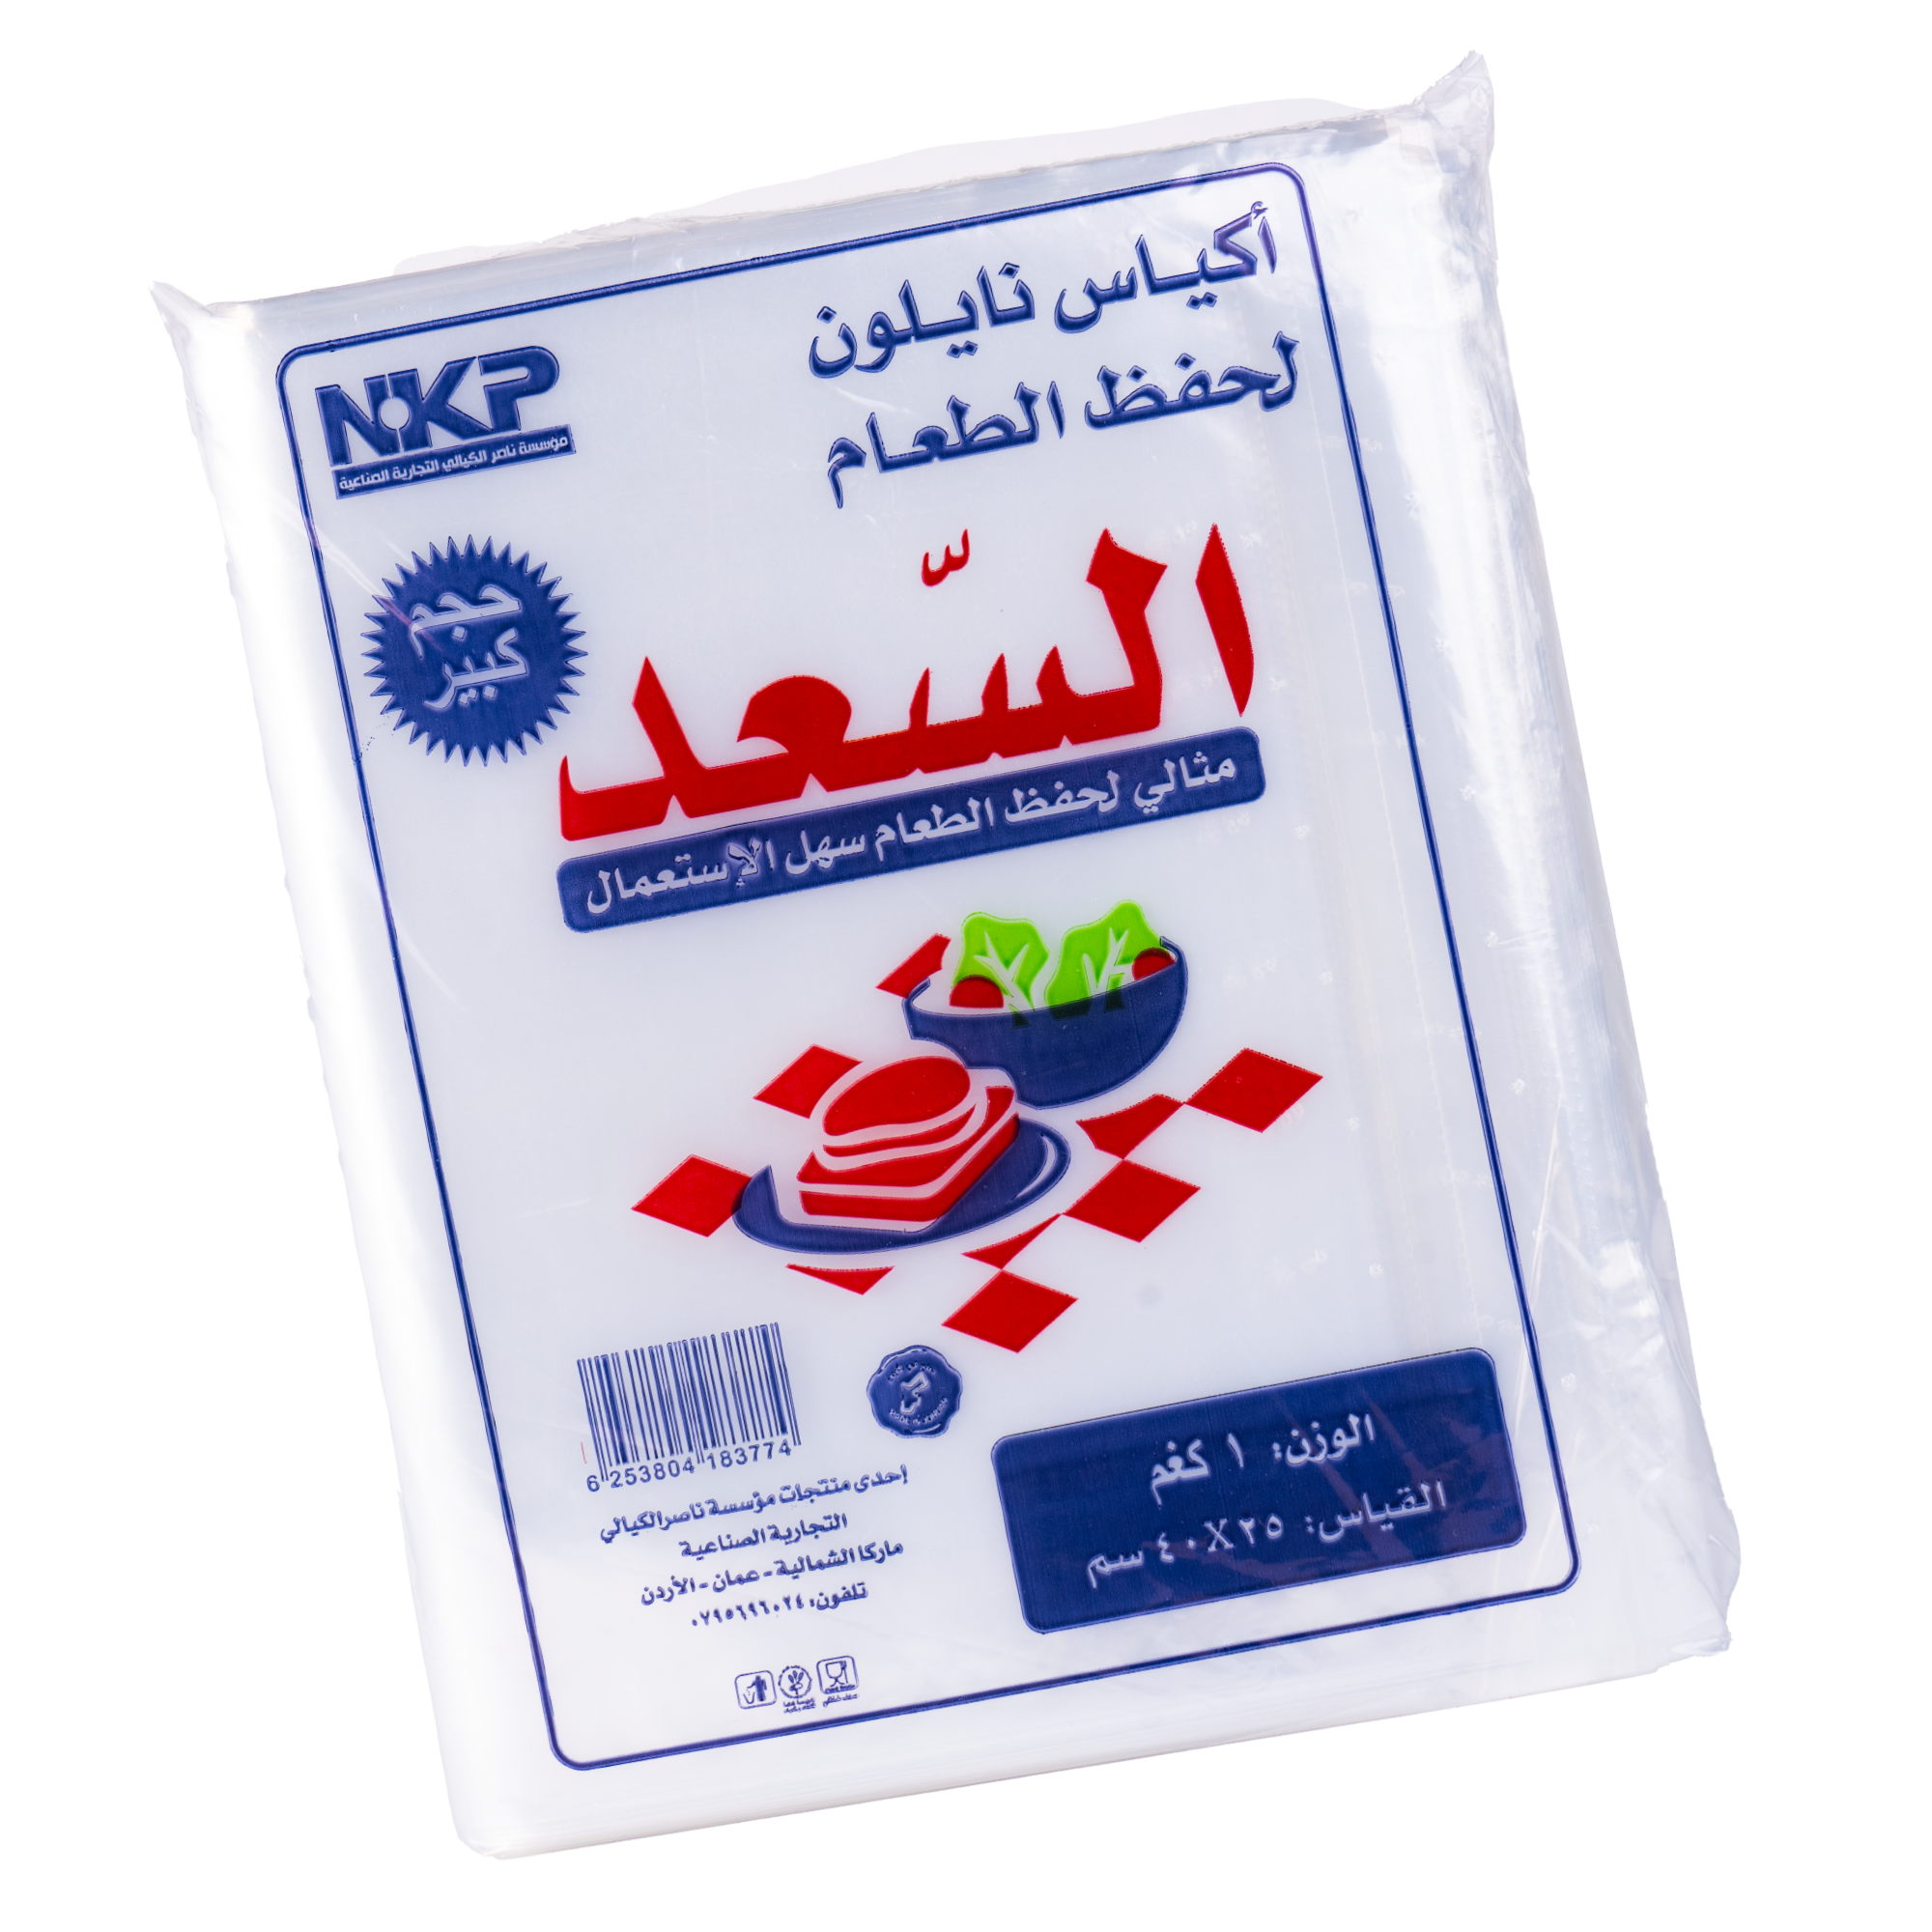 أكياس نايلون
لحفظ الطعام
NKP
مؤسسة ناصر الكيالي التجارية الصناعية
حجم
كبير
السّعد
مثالي لحفظ الطعام سهل الإستعمال
6 253804 183774
إحدى منتجات مؤسسة ناصر الكيالي
التجارية الصناعية
ماركا الشمالية - عمان - الأردن
تلفون: ٠٧٩٥٦٩٦٠٢٤
الوزن: ١ كغم
القياس: ٢٥X٤٠ سم